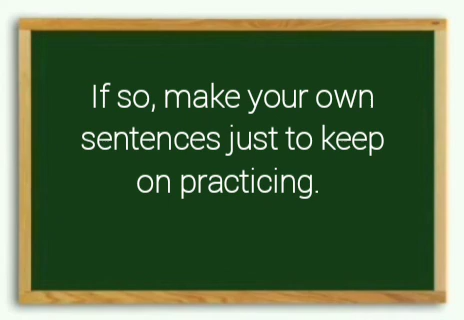 If so, make your own
sentences just to keep
on practicing.